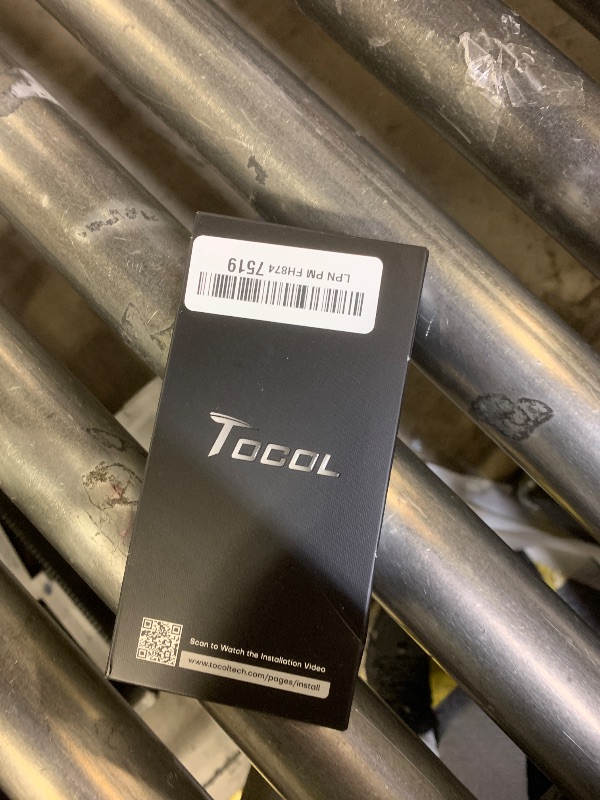 LPN PM FH874 7519
TOCOL
Scan to Watch the Installation Video
www.tocoltech.com/pages/install